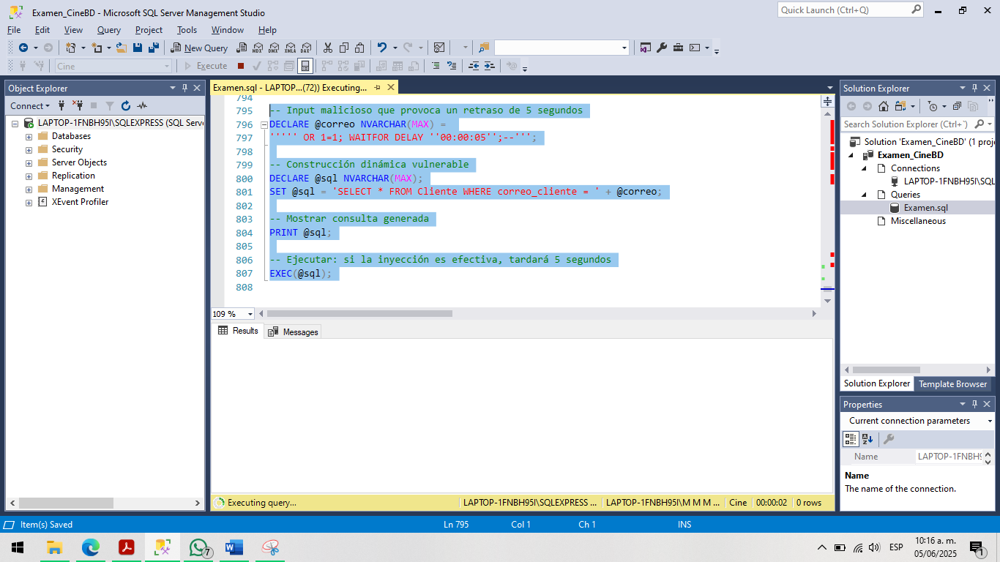 Examen_CineBD - Microsoft SQL Server Management Studio
Quick Launch (Ctrl+Q)
File Edit View Query Project Tools Window Help
New Query MDX DMX XMLA DAX
Cine Execute
Object Explorer
Connect
LAPTOP-1FNBH95I\SQLEXPRESS (SQL Serv
Databases
Security
Server Objects
Replication
Management
XEvent Profiler
Examen.sql - LAPTOP...(72)) Executing...
794
795 -- Input malicioso que provoca un retraso de 5 segundos
796 DECLARE @correo NVARCHAR(MAX) =
797 ''''' OR 1=1; WAITFOR DELAY ''00:00:05'';--''';
798
799 -- Construcción dinámica vulnerable
800 DECLARE @sql NVARCHAR(MAX);
801 SET @sql = 'SELECT * FROM Cliente WHERE correo_cliente = ' + @correo;
802
803 -- Mostrar consulta generada
804 PRINT @sql;
805
806 -- Ejecutar: si la inyección es efectiva, tardará 5 segundos
807 EXEC(@sql);
808
109 %
Results Messages
Executing query... LAPTOP-1FNBH95I\SQLEXPRESS ... LAPTOP-1FNBH95I\M M M ... Cine 00:00:02 0 rows
Solution Explorer
Search Solution Explorer (Ctrl+¨)
Solution 'Examen_CineBD' (1 proje
Examen_CineBD
Connections
LAPTOP-1FNBH95I\SQL
Queries
Examen.sql
Miscellaneous
Solution Explorer Template Browser
Properties
Current connection parameters
Name LAPTOP-1FNBH9
Name
The name of the connection.
Item(s) Saved Ln 795 Col 1 Ch 1 INS
7
ESP
10:16 a. m.
05/06/2025
1